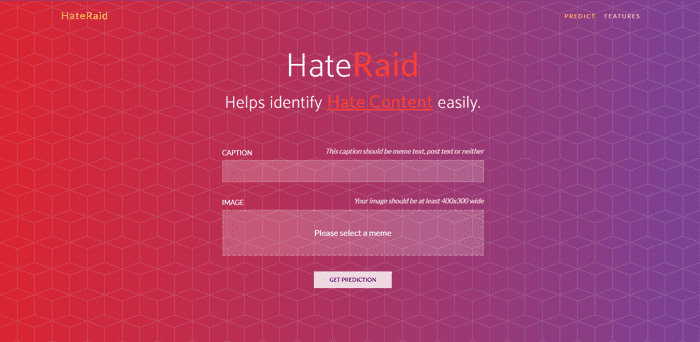 HateRaid
PREDICT FEATURES
HateRaid
Helps identify Hate Content easily.
CAPTION This caption should be meme text, post text or neither
IMAGE Your image should be at least 400x300 wide
Please select a meme
GET PREDICTION